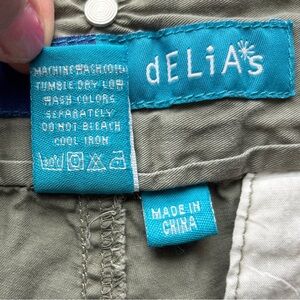 MACHINE WASH COLD
TUMBLE DRY LOW
WASH COLORS
SEPARATELY
DO NOT BLEACH
COOL IRON
dELiA*s
MADE IN
CHINA